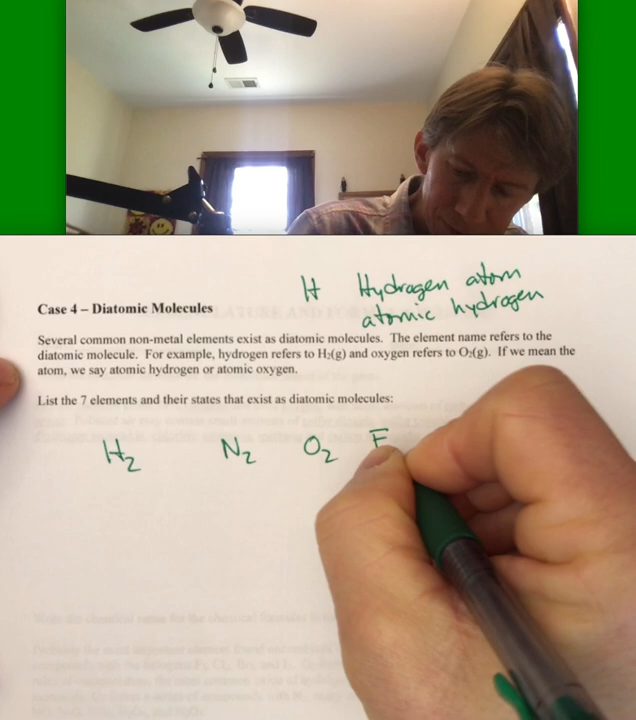 H Hydrogen atom
atomic hydrogen
Case 4 – Diatomic Molecules
Several common non-metal elements exist as diatomic molecules. The element name refers to the
diatomic molecule. For example, hydrogen refers to H₂(g) and oxygen refers to O₂(g). If we mean the
atom, we say atomic hydrogen or atomic oxygen.
List the 7 elements and their states that exist as diatomic molecules:
H₂ N₂ O₂ F